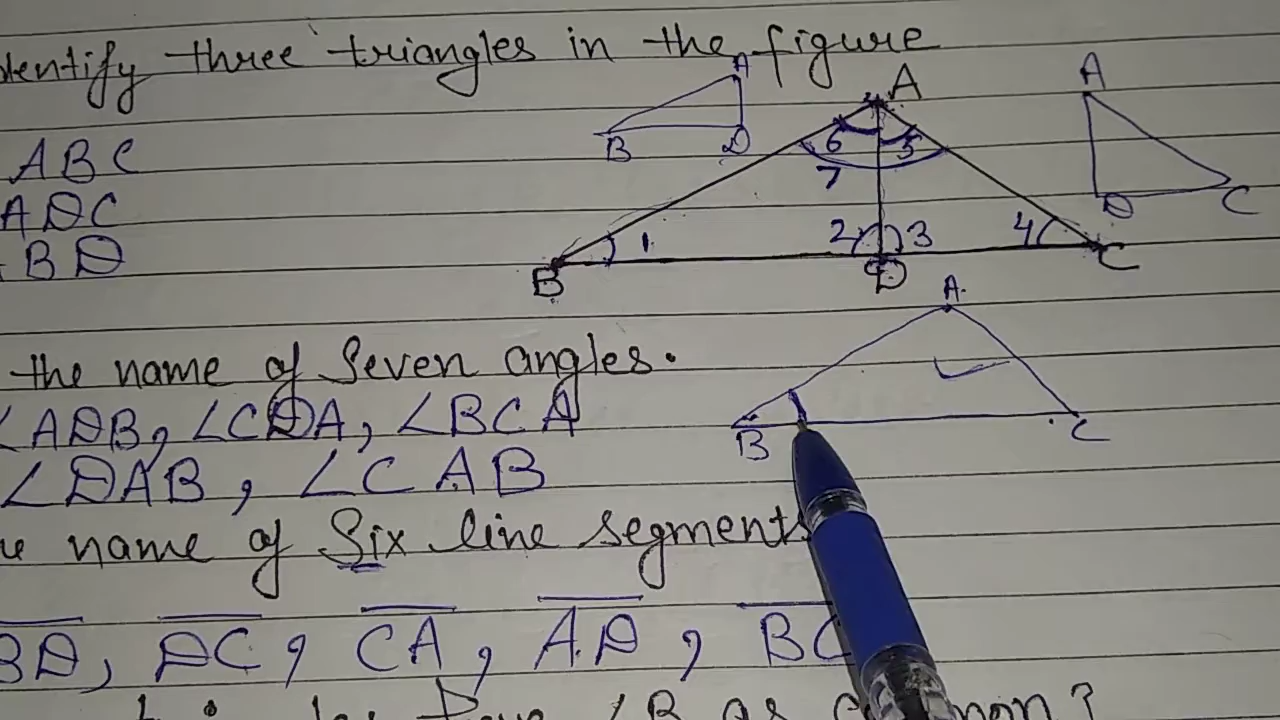 dentify three triangles in the figure
A
A
A
B
D
6
5
7
D
C
ABC
ADC
BD
1
2
3
4
B
D
C
A
the name of Seven angles.
∠ADB, ∠CDA, ∠BCA
B
C
∠DAB, ∠CAB
name of Six line segments
BD, DC, CA, AD, BC
∠B as